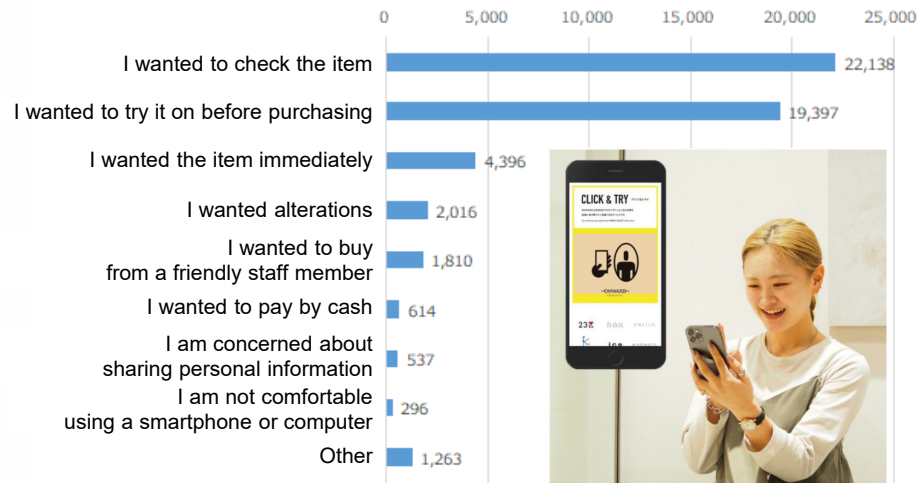 0 5,000 10,000 15,000 20,000 25,000
I wanted to check the item 22,138
I wanted to try it on before purchasing 19,397
I wanted the item immediately 4,396
I wanted alterations 2,016
I wanted to buy
from a friendly staff member 1,810
I wanted to pay by cash 614
I am concerned about
sharing personal information 537
I am not comfortable
using a smartphone or computer 296
Other 1,263
CLICK & TRY
ONWARD
23区 自由区